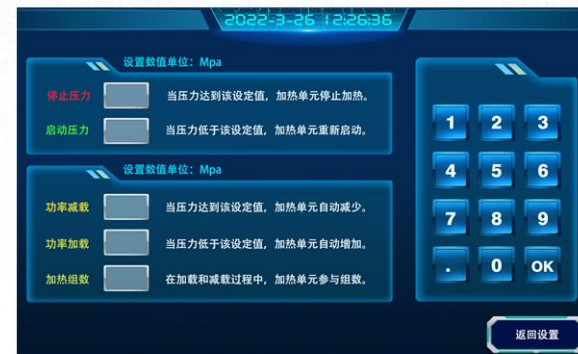 2022-3-26 12:26:36
设置数值单位：Mpa
停止压力 当压力达到该设定值，加热单元停止加热。
启动压力 当压力低于该设定值，加热单元重新启动。
设置数值单位：Mpa
功率减载 当压力达到该设定值，加热单元自动减少。
功率加载 当压力低于该设定值，加热单元自动增加。
加热组数 在加载和减载过程中，加热单元参与组数。
1 2 3
4 5 6
7 8 9
. 0 OK
返回设置